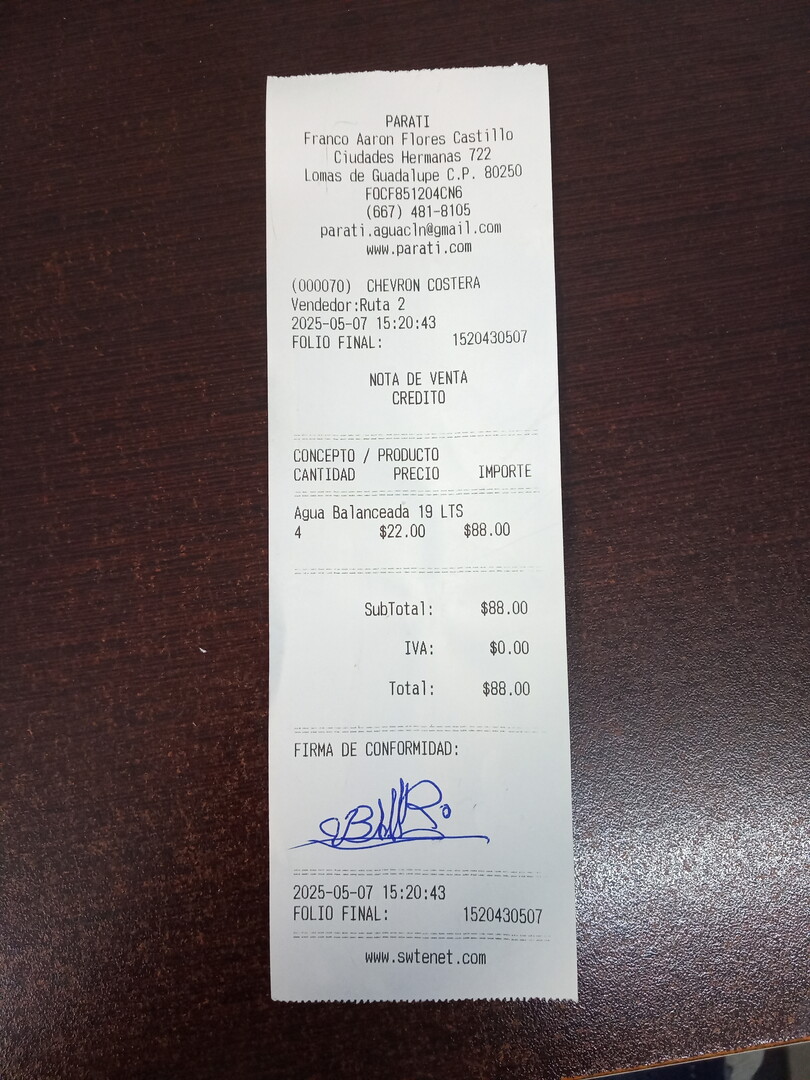 PARATI
Franco Aaron Flores Castillo
Ciudades Hermanas 722
Lomas de Guadalupe C.P. 80250
FOCF851204CN6
(667) 481-8105
parati.aguacln@gmail.com
www.parati.com
(000070) CHEVRON COSTERA
Vendedor:Ruta 2
2025-05-07 15:20:43
FOLIO FINAL: 1520430507
NOTA DE VENTA
CREDITO
CONCEPTO / PRODUCTO
CANTIDAD PRECIO IMPORTE
Agua Balanceada 19 LTS
4 $22.00 $88.00
SubTotal: $88.00
IVA: $0.00
Total: $88.00
FIRMA DE CONFORMIDAD:
2025-05-07 15:20:43
FOLIO FINAL: 1520430507
www.swtenet.com